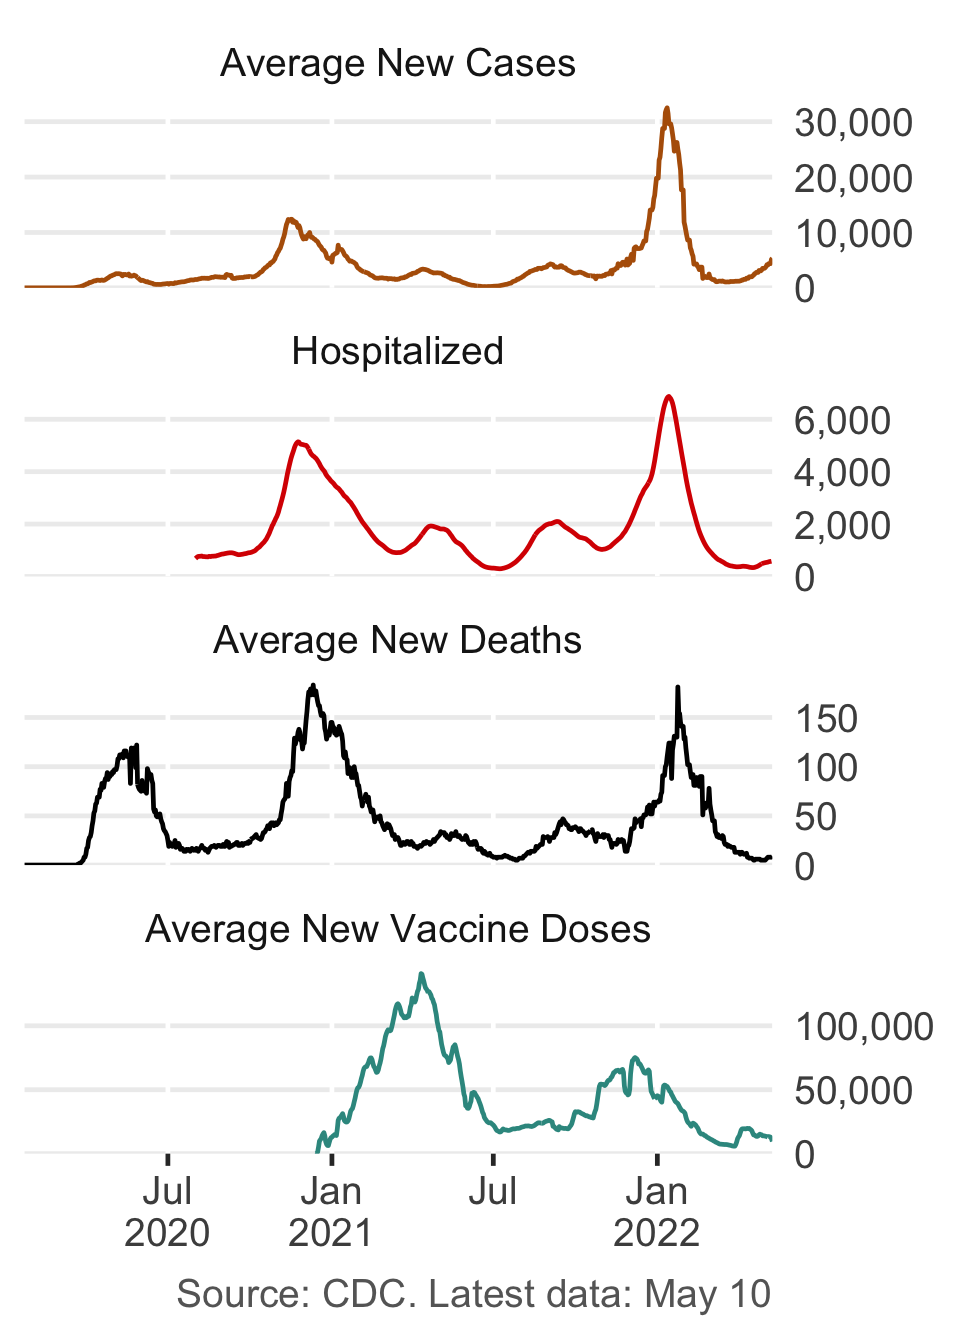 Average New Cases
30,000
20,000
10,000
0
Hospitalized
6,000
4,000
2,000
0
Average New Deaths
150
100
50
0
Average New Vaccine Doses
100,000
50,000
0
Jul Jan Jul Jan
2020 2021 2022
Source: CDC. Latest data: May 10